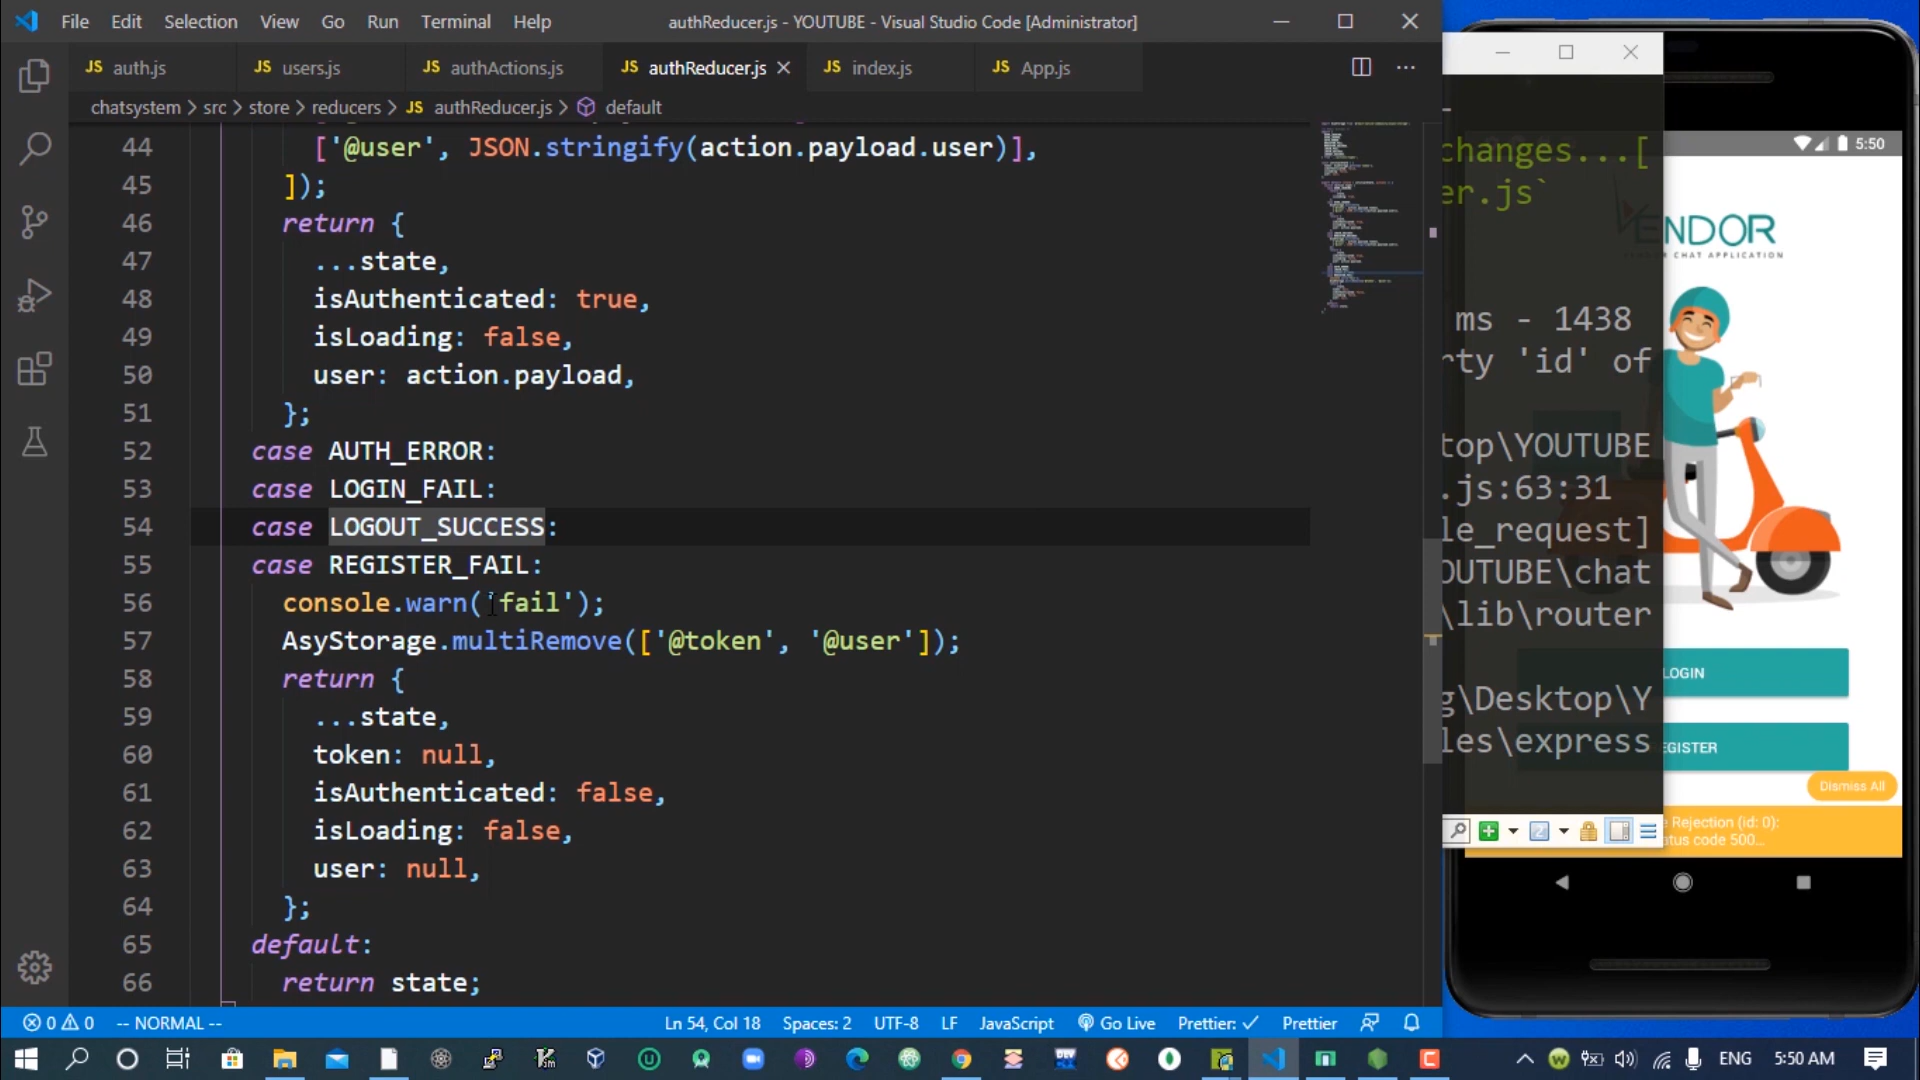 File Edit Selection View Go Run Terminal Help
authReducer.js - YOUTUBE - Visual Studio Code [Administrator]
JS auth.js
JS users.js
JS authActions.js
JS authReducer.js
JS index.js
JS App.js
chatsystem > src > store > reducers > JS authReducer.js > default
44 ['@user', JSON.stringify(action.payload.user)],
45 ]);
46 return {
47 ...state,
48 isAuthenticated: true,
49 isLoading: false,
50 user: action.payload,
51 };
52 case AUTH_ERROR:
53 case LOGIN_FAIL:
54 case LOGOUT_SUCCESS:
55 case REGISTER_FAIL:
56 console.warn('fail');
57 AsyStorage.multiRemove(['@token', '@user']);
58 return {
59 ...state,
60 token: null,
61 isAuthenticated: false,
62 isLoading: false,
63 user: null,
64 };
65 default:
66 return state;
changes...[
er.js`
ms - 1438
rty 'id' of
top\YOUTUBE
.js:63:31
le_request]
OUTUBE\chat
\lib\router
g\Desktop\Y
les\express
5:50
VENDOR
CHAT APPLICATION
LOGIN
EGISTER
Dismiss All
e Rejection (id: 0):
atus code 500...
0 0 -- NORMAL --
Ln 54, Col 18 Spaces: 2 UTF-8 LF JavaScript Go Live Prettier: ✓ Prettier
ENG 5:50 AM